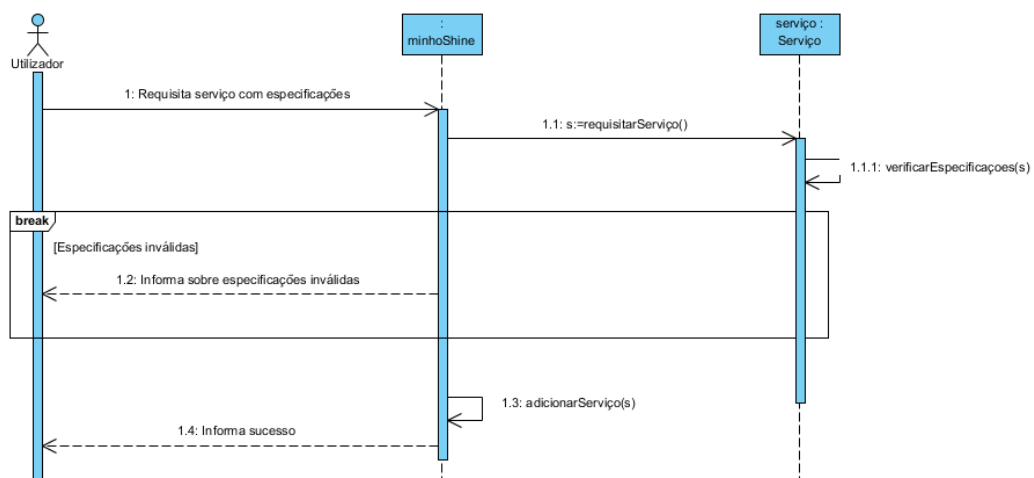 Utilizador
:
minhoShine
serviço :
Serviço
1: Requisita serviço com especificações
1.1: s:=requisitarServiço()
1.1.1: verificarEspecificaçoes(s)
break
[Especificações inválidas]
1.2: Informa sobre especificações inválidas
1.3: adicionarServiço(s)
1.4: Informa sucesso